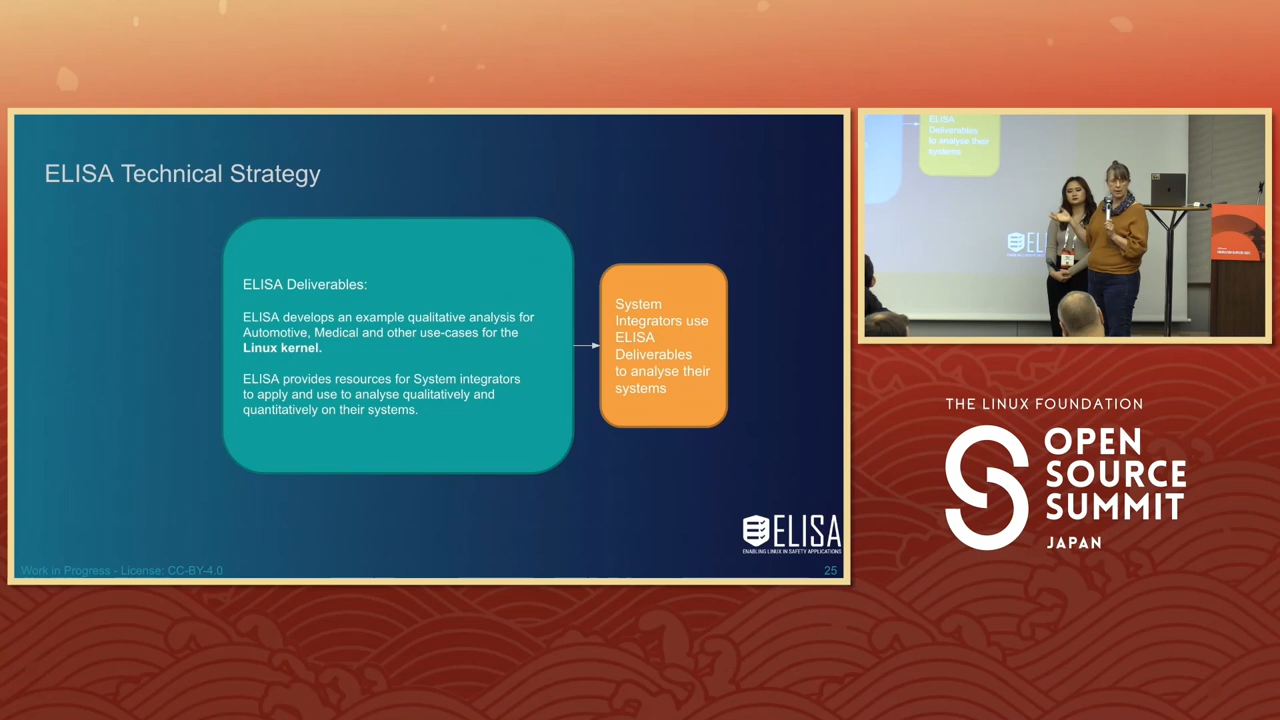 ELISA Technical Strategy
ELISA Deliverables:
ELISA develops an example qualitative analysis for
Automotive, Medical and other use-cases for the
Linux kernel.
ELISA provides resources for System integrators
to apply and use to analyse qualitatively and
quantitatively on their systems.
System
Integrators use
ELISA
Deliverables
to analyse their
systems
ELISA
ENABLING LINUX IN SAFETY APPLICATIONS
Work in Progress - License: CC-BY-4.0
25
ELISA
Deliverables
to analyse their
systems
EL
THE LINUX FOUNDATION
OPEN
SOURCE
SUMMIT
JAPAN